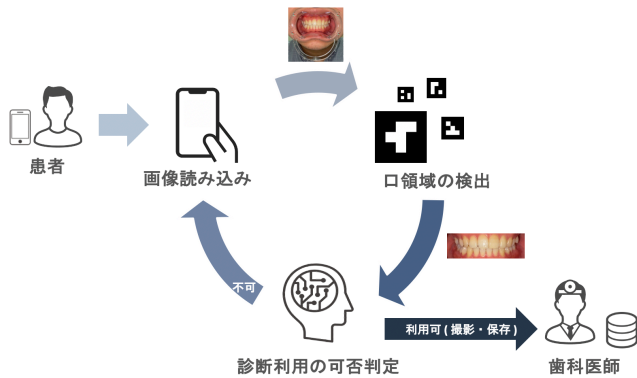 患者
画像読み込み
口領域の検出
不可
利用可 ( 撮影・保存 )
診断利用の可否判定
歯科医師